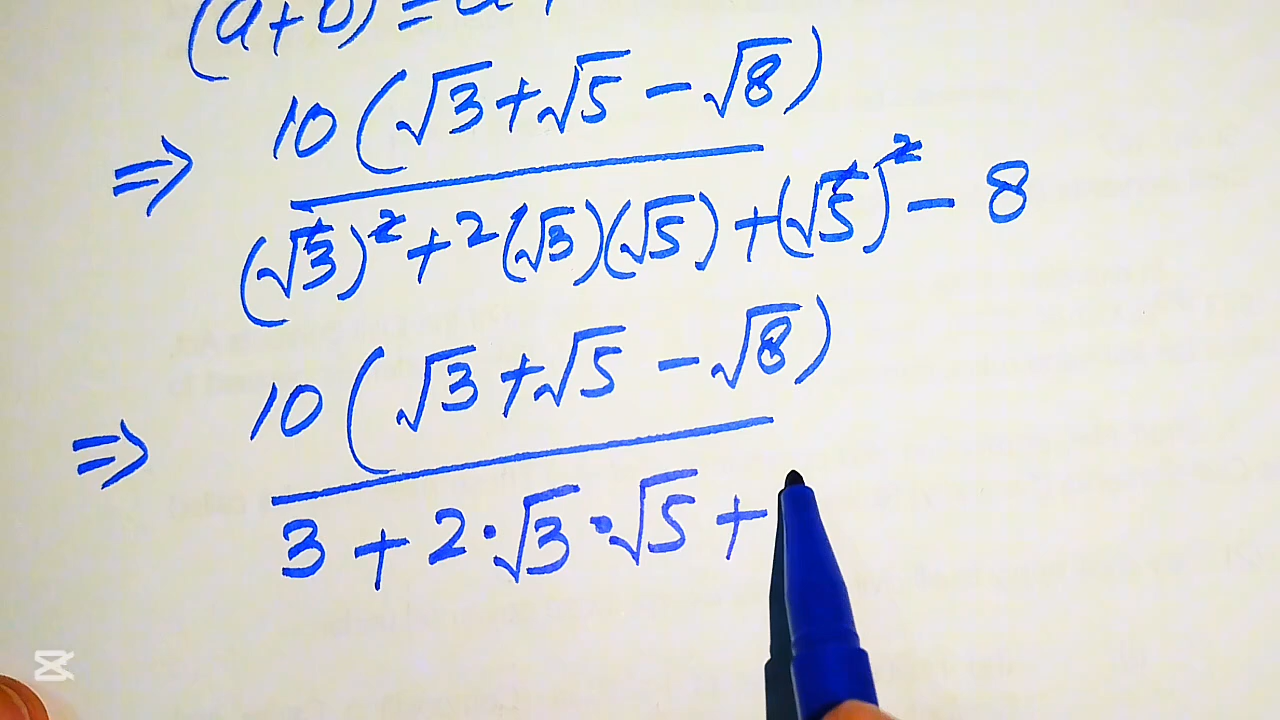 (a+b) = a
⇒ 10(√3+√5-√8)
(√3)²+2(√3)(√5)+(√5)²-8
⇒ 10(√3+√5-√8)
3+2·√3·√5+